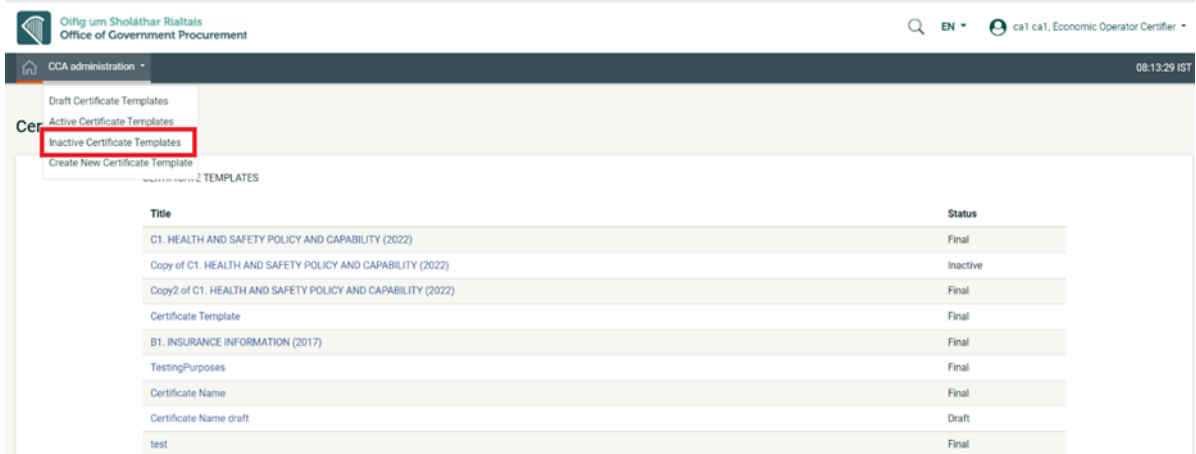 Oifig um Sholáthar Rialtais
Office of Government Procurement
EN
ca1 ca1, Economic Operator Certifier
CCA administration
08:13:29 IST
Draft Certificate Templates
Active Certificate Templates
Cer
Inactive Certificate Templates
Create New Certificate Template
TEMPLATES
Title Status
C1. HEALTH AND SAFETY POLICY AND CAPABILITY (2022) Final
Copy of C1. HEALTH AND SAFETY POLICY AND CAPABILITY (2022) Inactive
Copy2 of C1. HEALTH AND SAFETY POLICY AND CAPABILITY (2022) Final
Certificate Template Final
B1. INSURANCE INFORMATION (2017) Final
TestingPurposes Final
Certificate Name Final
Certificate Name draft Draft
test Final